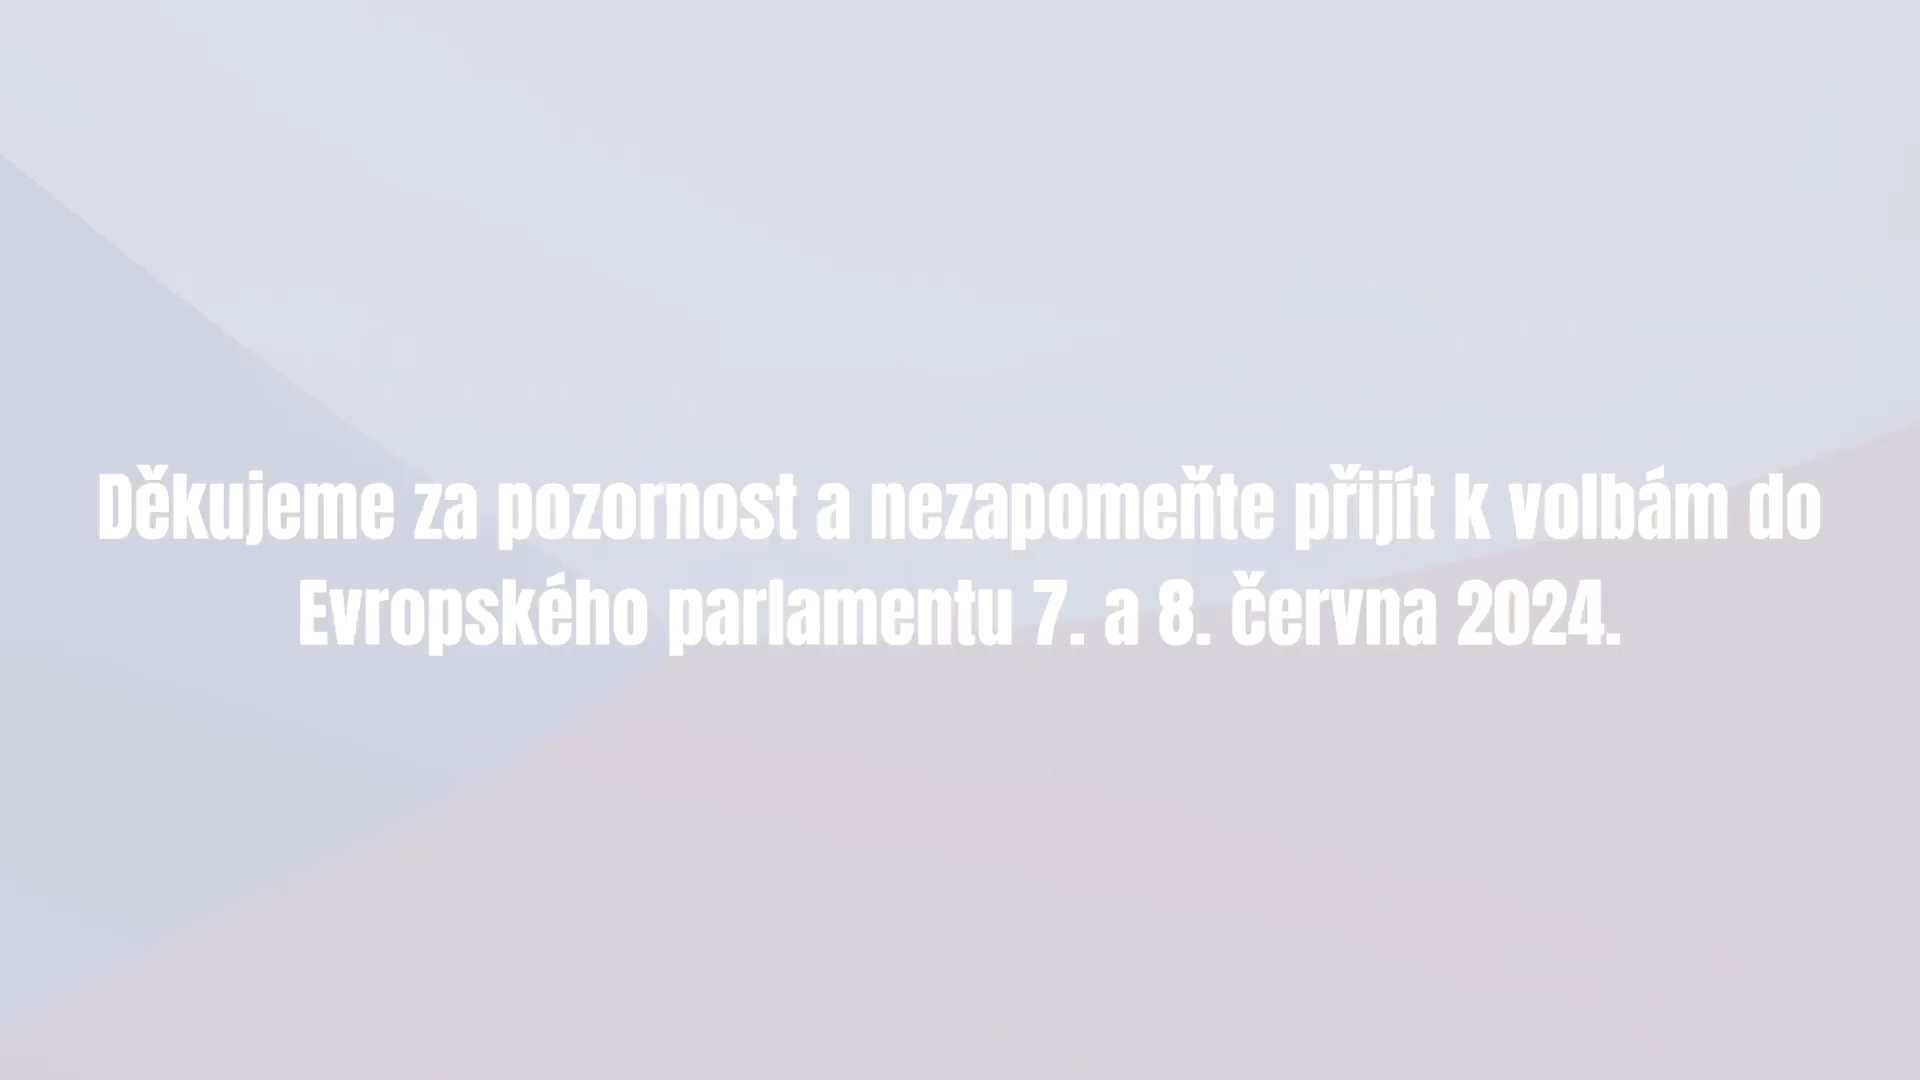 Děkujeme za pozornost a nezapomeňte přijít k volbám do
Evropského parlamentu 7. a 8. června 2024.